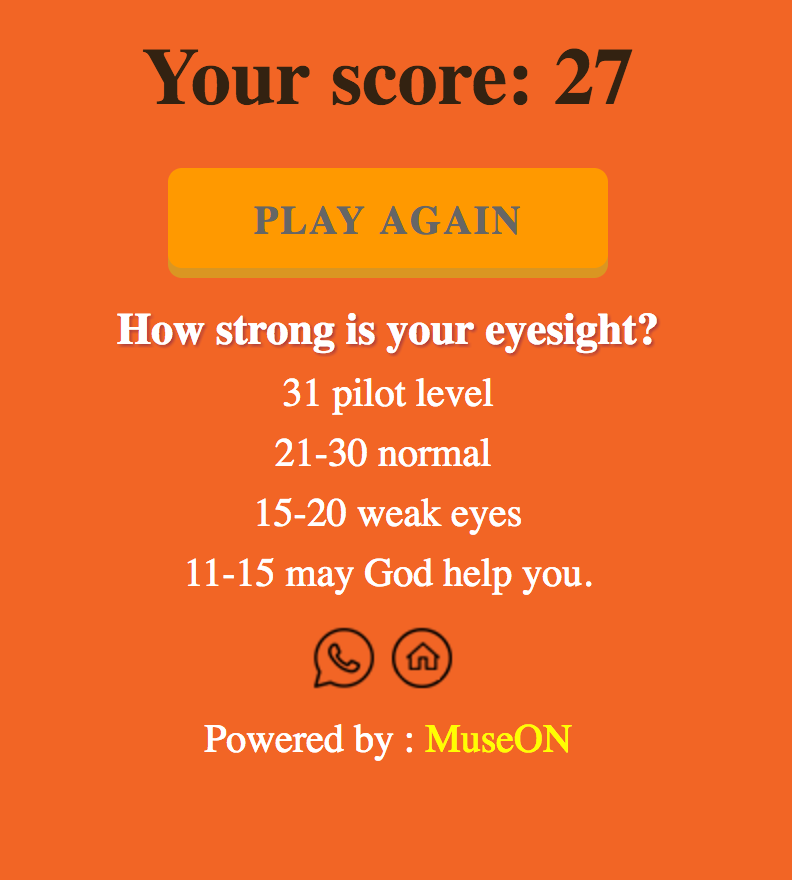 Your score: 27
PLAY AGAIN
How strong is your eyesight?
31 pilot level
21-30 normal
15-20 weak eyes
11-15 may God help you.
Powered by : MuseON